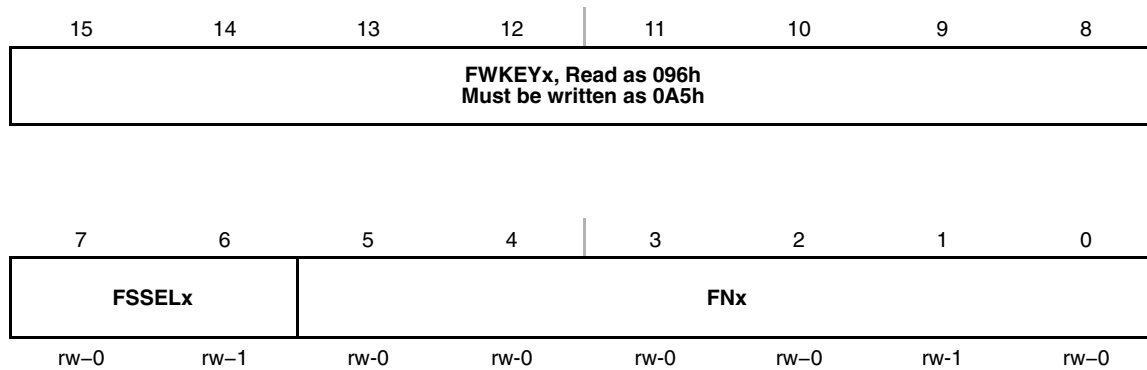 15 14 13 12 11 10 9 8
FWKEYx, Read as 096h
Must be written as 0A5h
7 6 5 4 3 2 1 0
FSSELx FNx
rw−0 rw−1 rw-0 rw-0 rw-0 rw−0 rw-1 rw−0